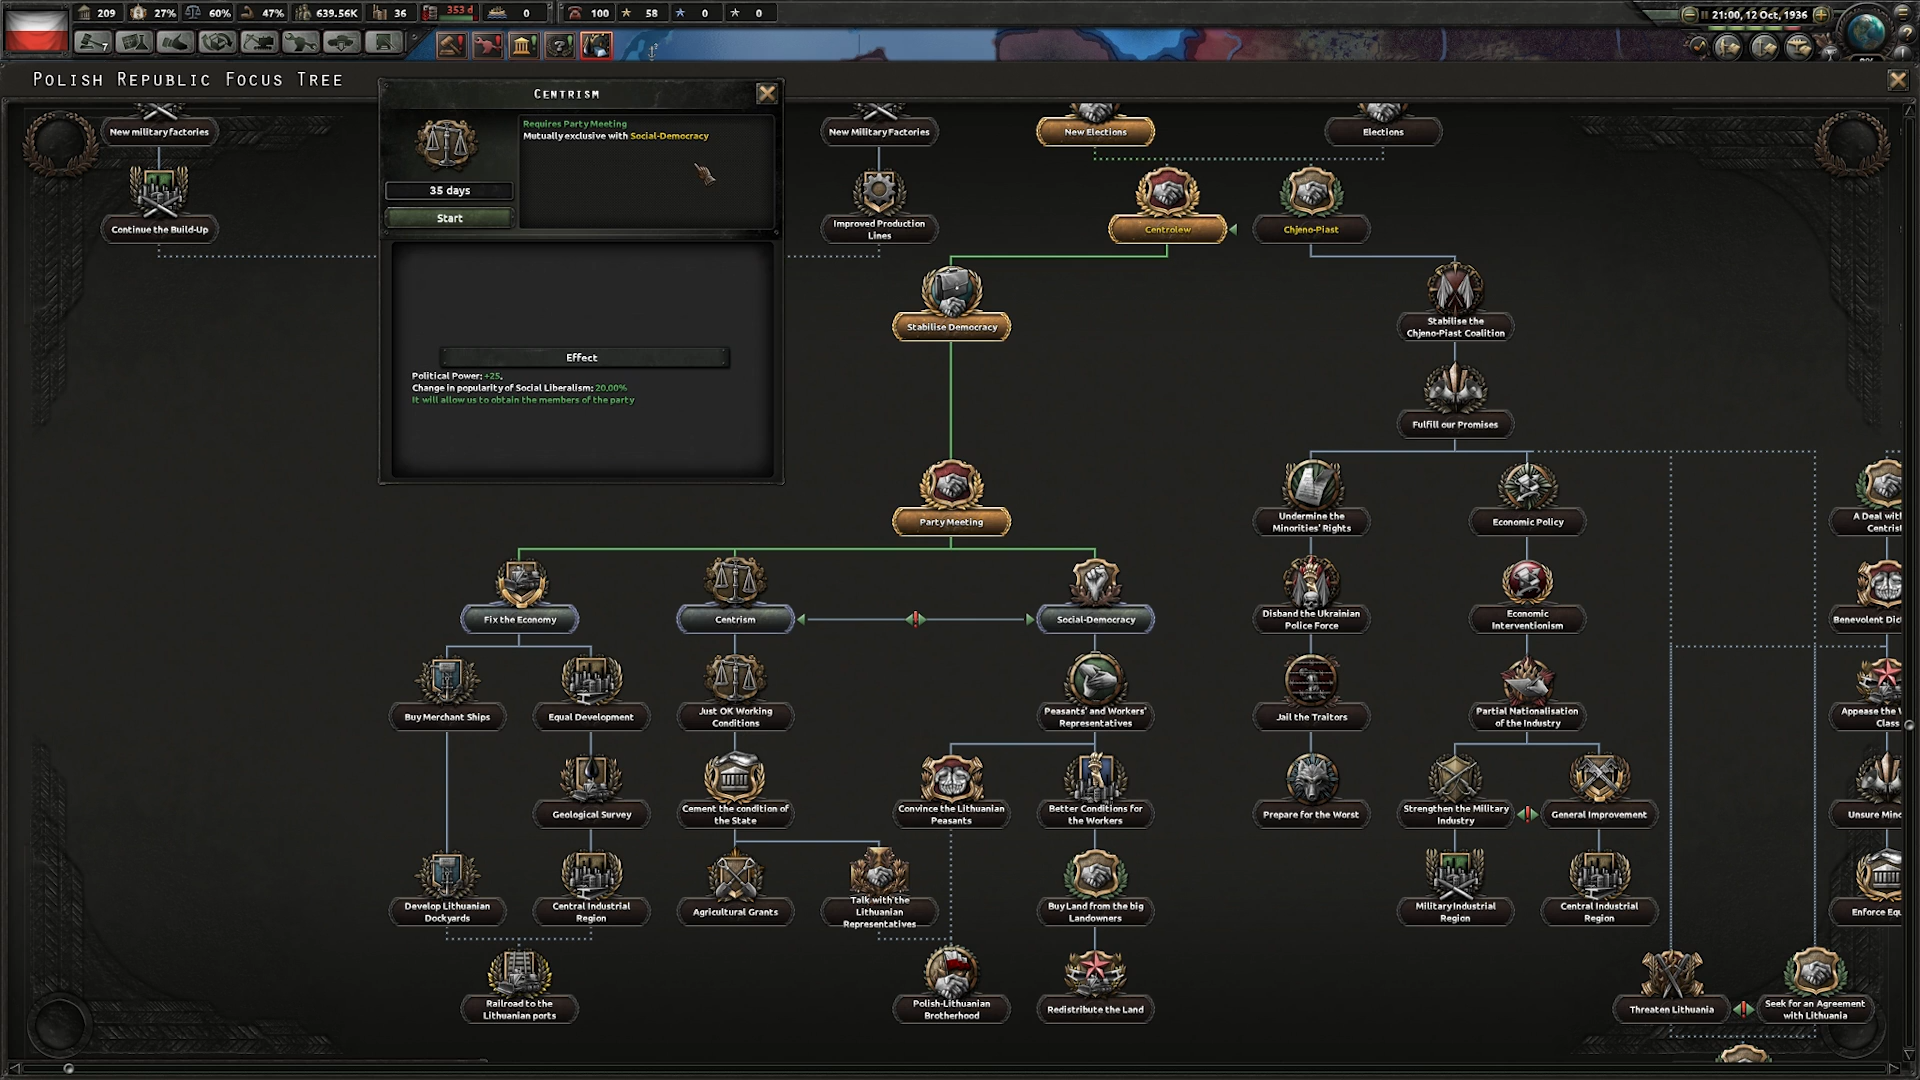 209 27% 60% 47% 639.56K 36 353 d 0 100 58 0 0 21:00, 12 Oct, 1936
7
Polish Republic Focus Tree
Centrism
Requires Party Meeting
Mutually exclusive with Social-Democracy
35 days
Start
Effect
Political Power: +25.
Change in popularity of Social Liberalism: 20.00%
It will allow us to obtain the members of the party
New military factories
New Military Factories
New Elections
Elections
Continue the Build-Up
Improved Production
Lines
Centrolew
Chjeno-Piast
Stabilise Democracy
Stabilise the
Chjeno-Piast Coalition
Fulfill our Promises
Party Meeting
Undermine the
Minorities' Rights
Economic Policy
A Deal with
Centrist
Fix the Economy
Centrism
Social-Democracy
Disband the Ukrainian
Police Force
Economic
Interventionism
Benevolent Dict
Buy Merchant Ships
Equal Development
Just OK Working
Conditions
Peasants' and Workers'
Representatives
Jail the Traitors
Partial Nationalisation
of the Industry
Appease the W
Class
Geological Survey
Cement the condition of
the State
Convince the Lithuanian
Peasants
Better Conditions for
the Workers
Prepare for the Worst
Strengthen the Military
Industry
General Improvement
Unsure Mino
Develop Lithuanian
Dockyards
Central Industrial
Region
Agricultural Grants
Talk with the
Lithuanian
Representatives
Buy Land from the big
Landowners
Military Industrial
Region
Central Industrial
Region
Enforce Equ
Railroad to the
Lithuanian ports
Polish-Lithuanian
Brotherhood
Redistribute the Land
Threaten Lithuania
Seek for an Agreement
with Lithuania